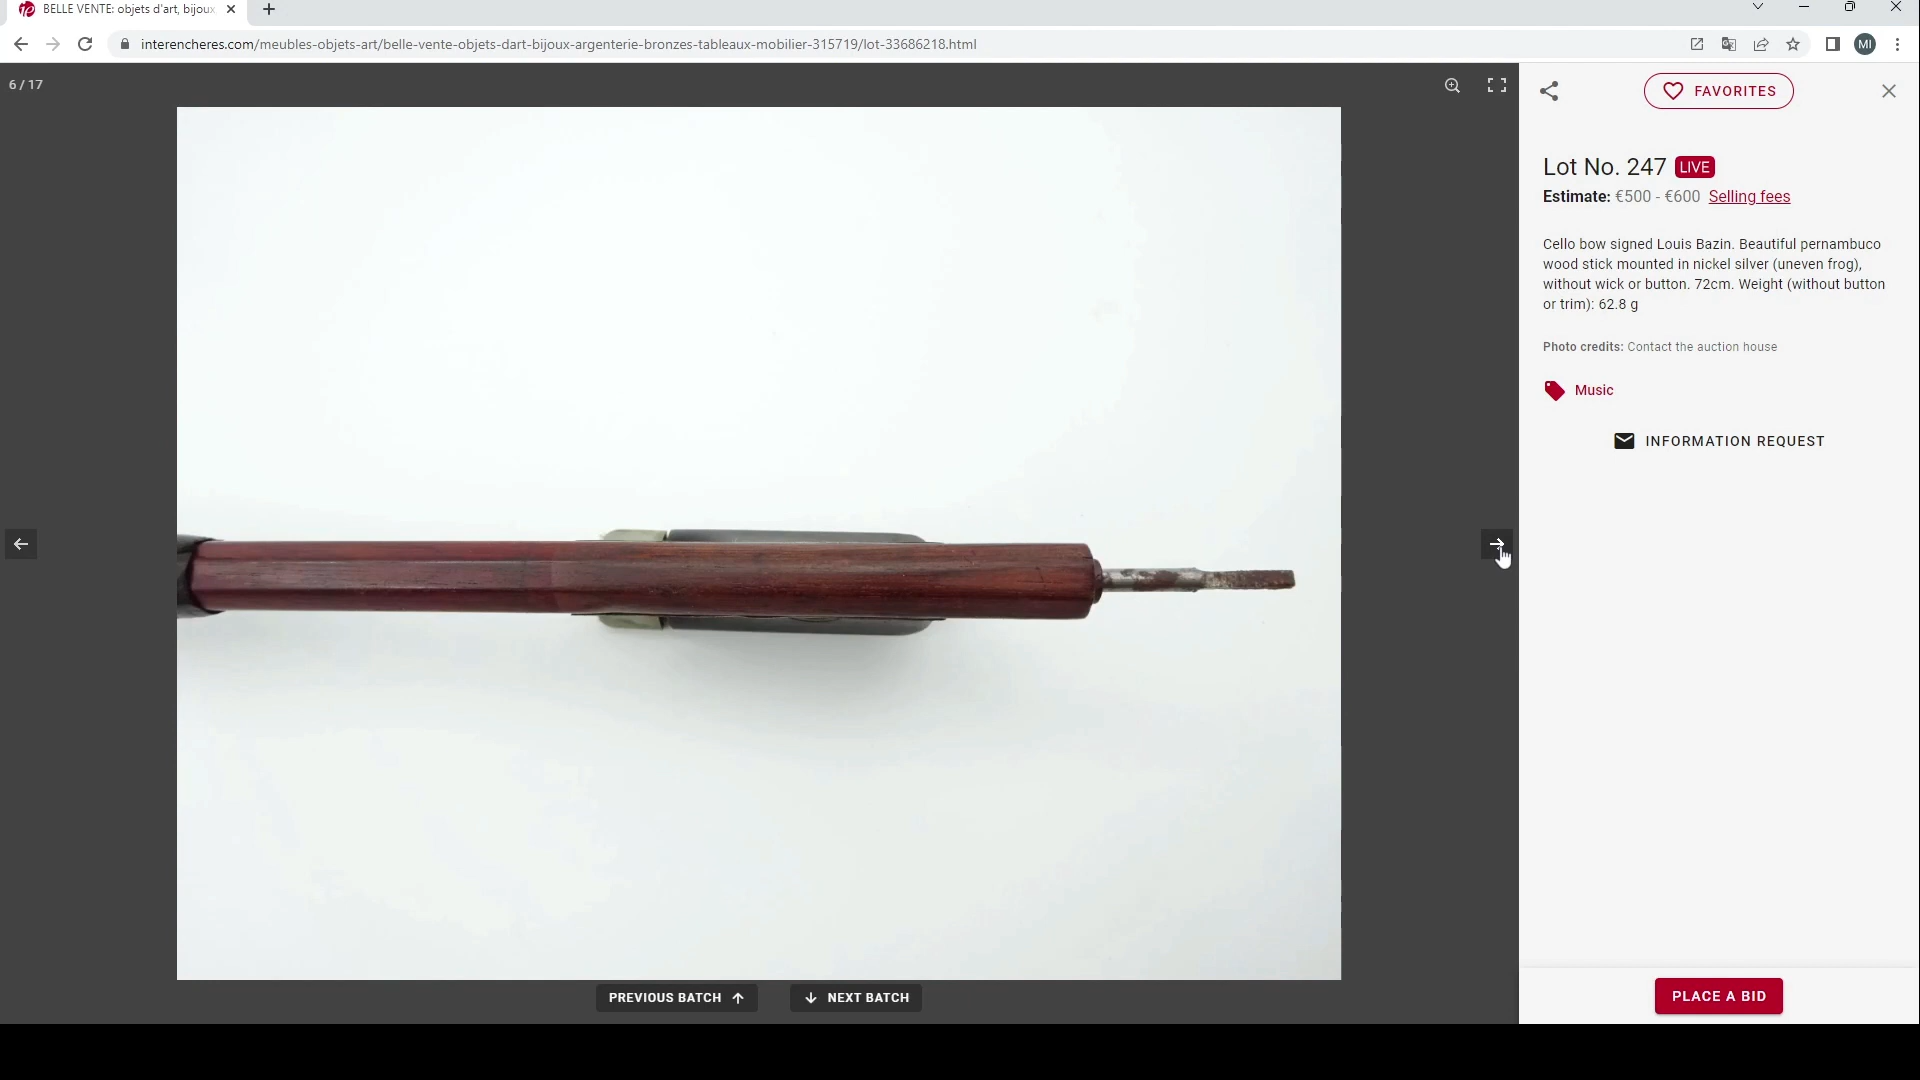 BELLE VENTE: objets d'art, bijoux
interencheres.com/meubles-objets-art/belle-vente-objets-dart-bijoux-argenterie-bronzes-tableaux-mobilier-315719/lot-33686218.html
MI
6 / 17
FAVORITES
Lot No. 247 LIVE
Estimate: €500 - €600 Selling fees
Cello bow signed Louis Bazin. Beautiful pernambuco
wood stick mounted in nickel silver (uneven frog),
without wick or button. 72cm. Weight (without button
or trim): 62.8 g
Photo credits: Contact the auction house
Music
INFORMATION REQUEST
PREVIOUS BATCH
NEXT BATCH
PLACE A BID